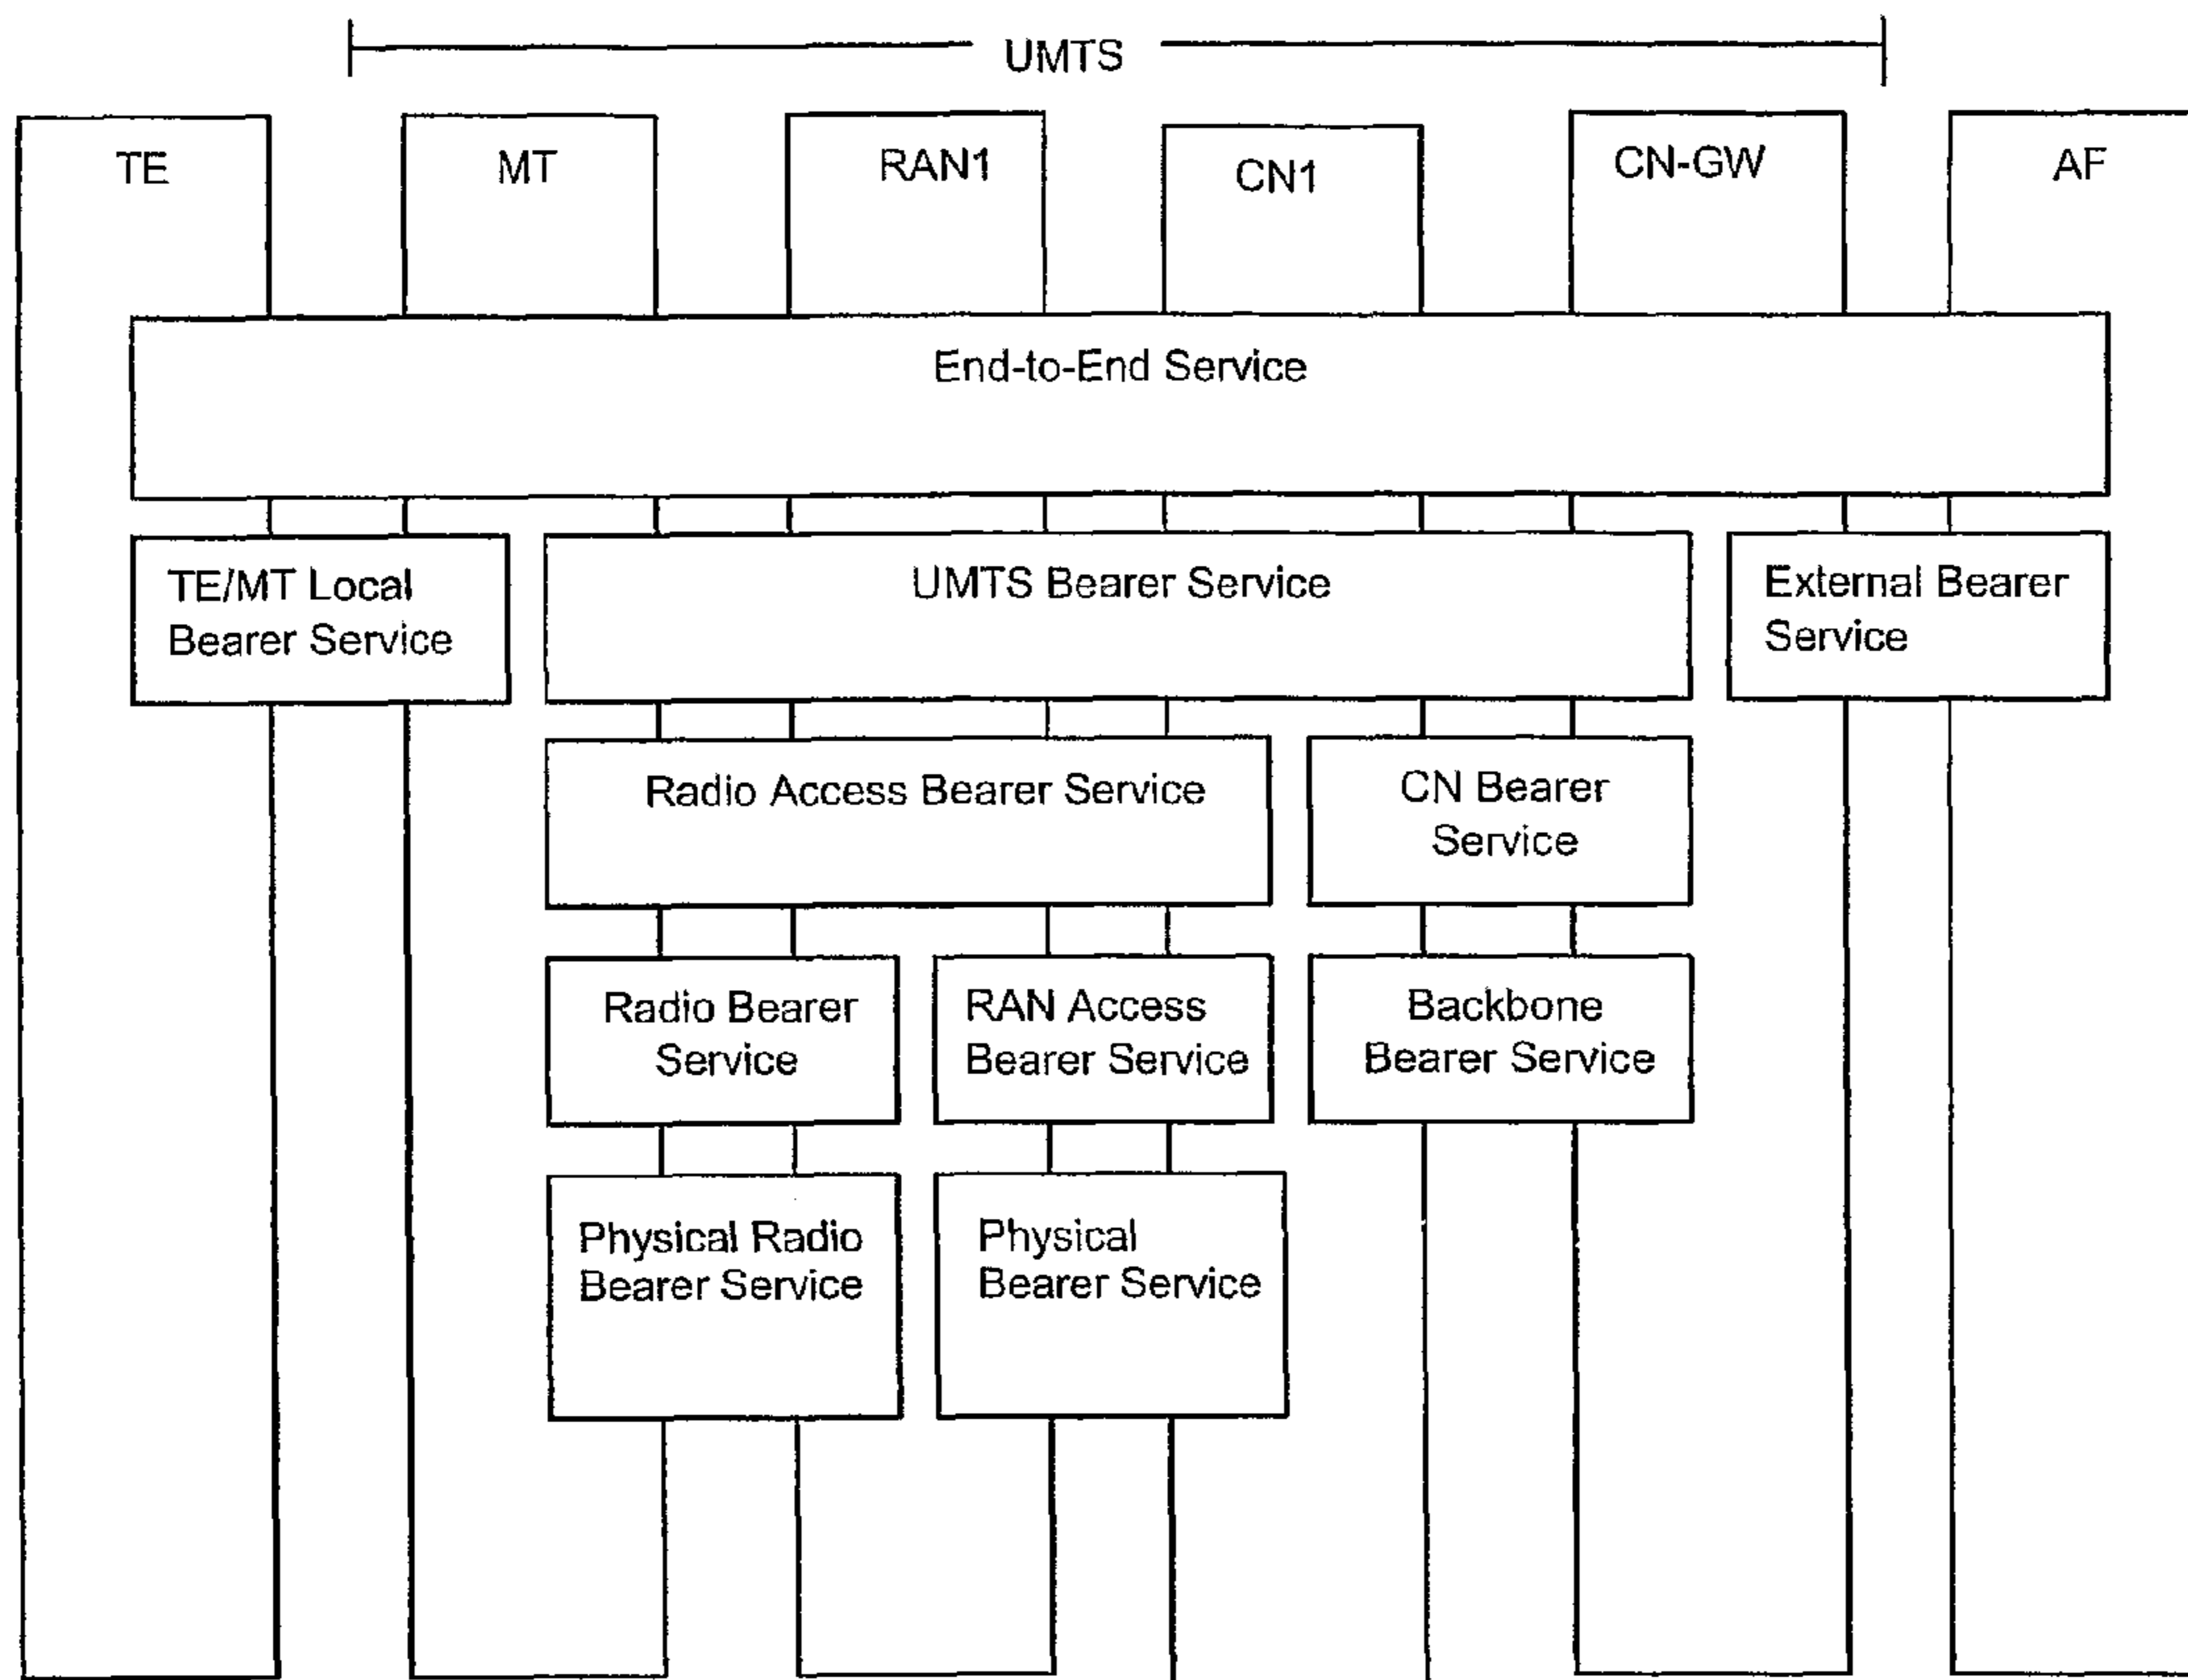 UMTS
TE
MT
RAN1
CN1
CN-GW
AF
End-to-End Service
TE/MT Local
Bearer Service
UMTS Bearer Service
External Bearer
Service
Radio Access Bearer Service
CN Bearer
Service
Radio Bearer
Service
RAN Access
Bearer Service
Backbone
Bearer Service
Physical Radio
Bearer Service
Physical
Bearer Service